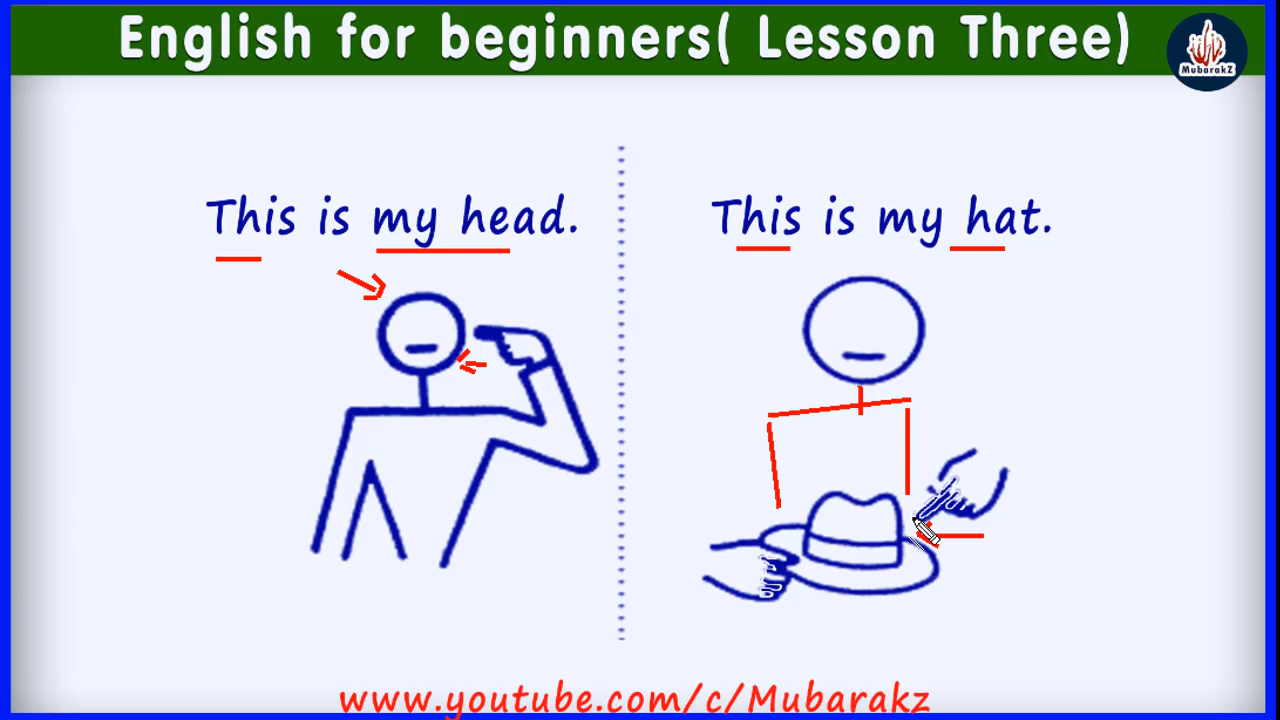 English for beginners( Lesson Three)
MubarakZ
This is my head.
This is my hat.
www.youtube.com/c/Mubarakz